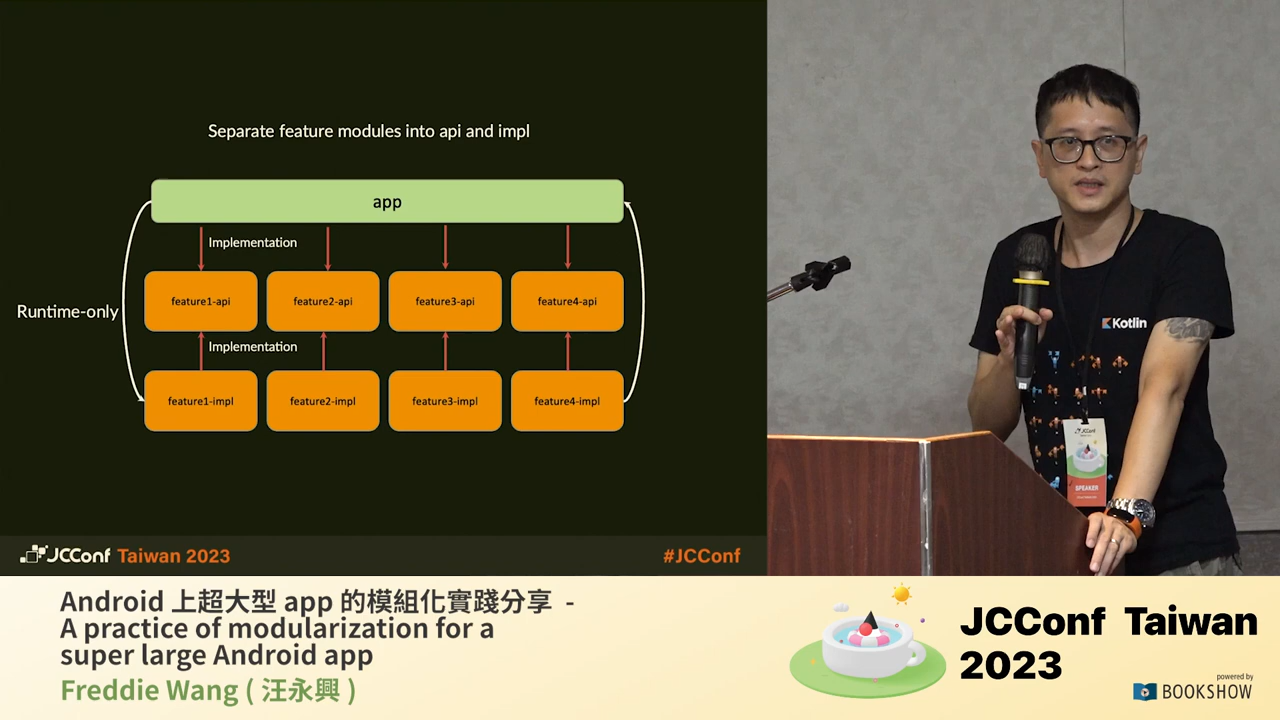 Separate feature modules into api and impl
app
Implementation
feature1-api
feature2-api
feature3-api
feature4-api
Runtime-only
Implementation
feature1-impl
feature2-impl
feature3-impl
feature4-impl
JCConf Taiwan 2023
#JCConf
Kotlin
JCConf
SPEAKER
Android 上超大型 app 的模組化實踐分享 -
A practice of modularization for a
super large Android app
Freddie Wang ( 汪永興 )
JCConf Taiwan
2023
powered by
BOOKSHOW